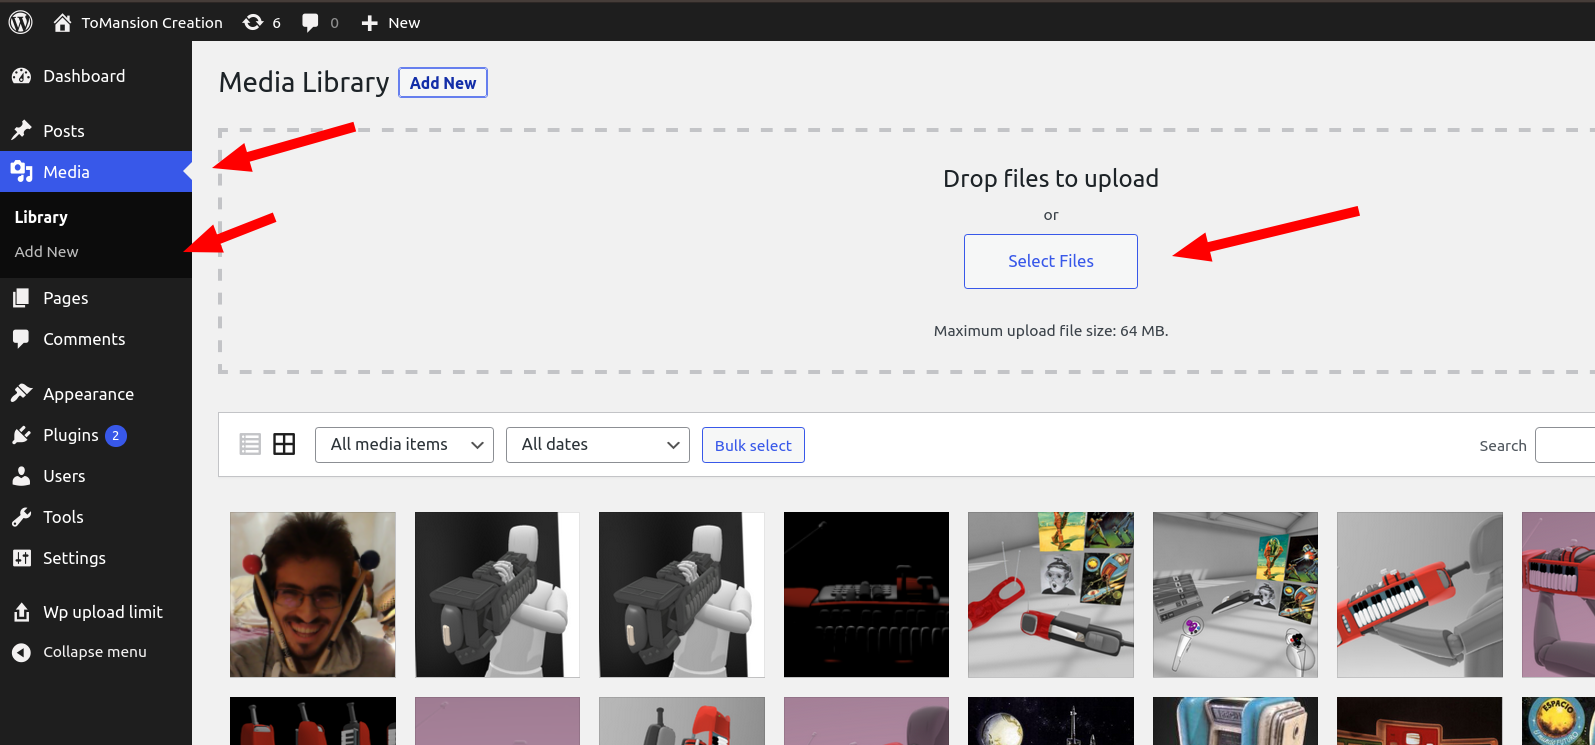 ToMansion Creation 6 0 New
Dashboard
Posts
Media
Library
Add New
Pages
Comments
Appearance
Plugins 2
Users
Tools
Settings
Wp upload limit
Collapse menu
Media Library Add New
Drop files to upload
or
Select Files
Maximum upload file size: 64 MB.
All media items All dates Bulk select Search
ESPACIO